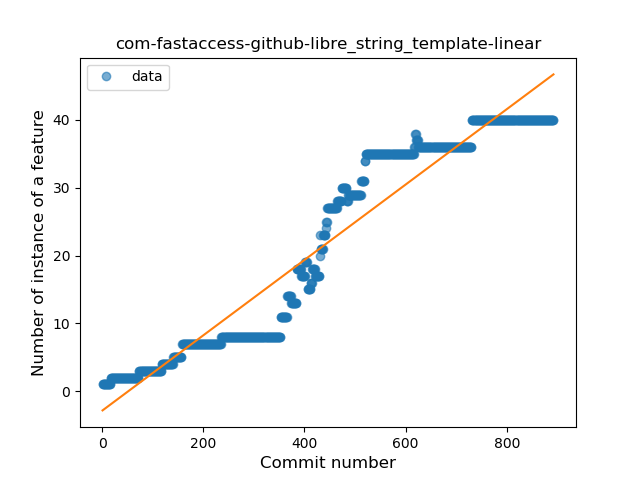 com-fastaccess-github-libre_string_template-linear
data
Number of instance of a feature
40
30
20
10
0
0 200 400 600 800
Commit number